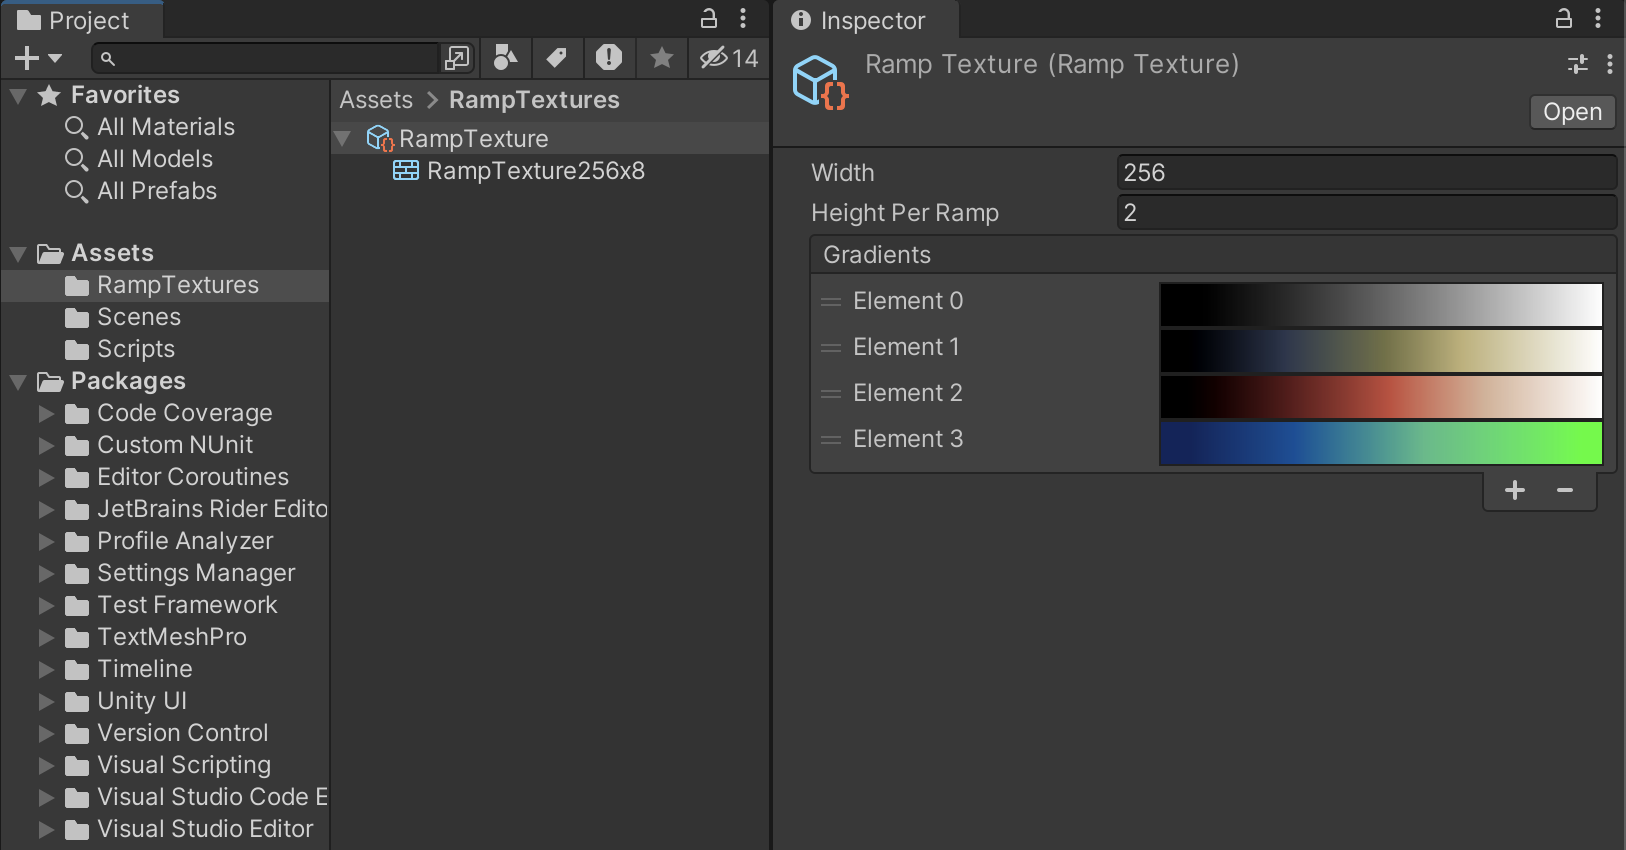 Project
14
Favorites
All Materials
All Models
All Prefabs
Assets
RampTextures
Scenes
Scripts
Packages
Code Coverage
Custom NUnit
Editor Coroutines
JetBrains Rider Edito
Profile Analyzer
Settings Manager
Test Framework
TextMeshPro
Timeline
Unity UI
Version Control
Visual Scripting
Visual Studio Code E
Visual Studio Editor
Assets > RampTextures
RampTexture
RampTexture256x8
Inspector
Ramp Texture (Ramp Texture)
Open
Width 256
Height Per Ramp 2
Gradients
Element 0
Element 1
Element 2
Element 3